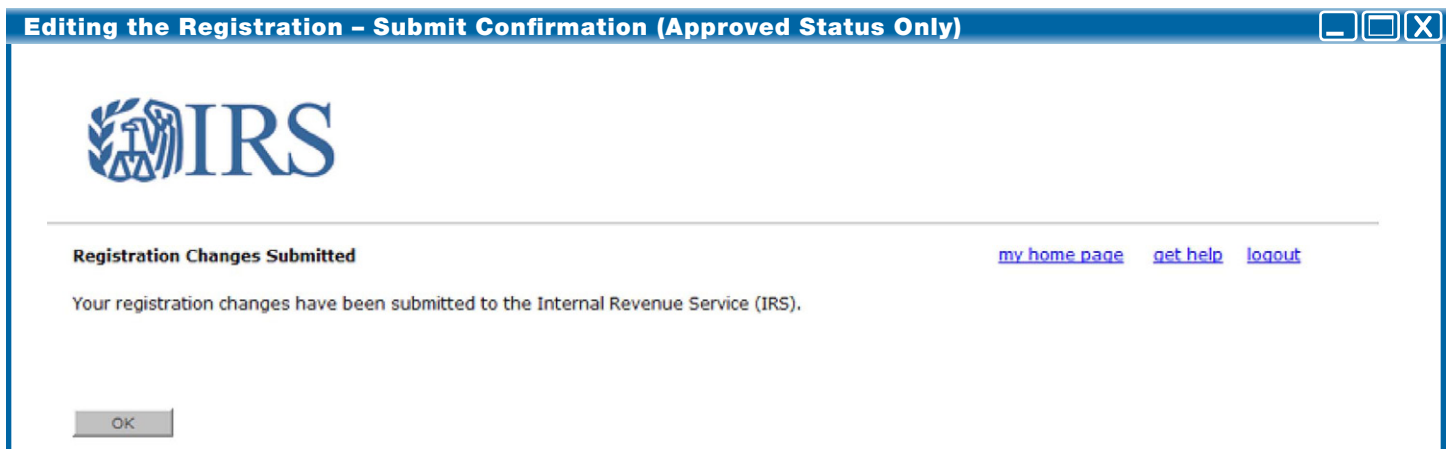 Editing the Registration – Submit Confirmation (Approved Status Only)
IRS
Registration Changes Submitted
my home page get help logout
Your registration changes have been submitted to the Internal Revenue Service (IRS).
OK